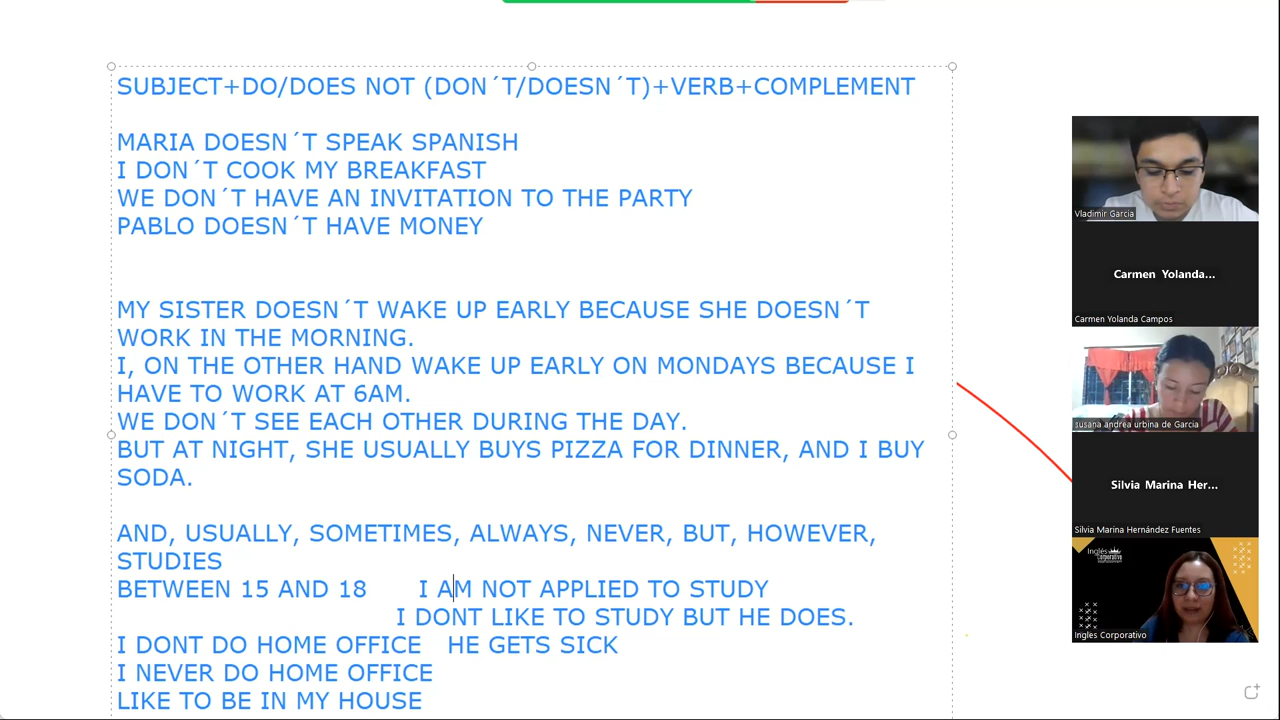 SUBJECT+DO/DOES NOT (DON´T/DOESN´T)+VERB+COMPLEMENT
MARIA DOESN´T SPEAK SPANISH
I DON´T COOK MY BREAKFAST
WE DON´T HAVE AN INVITATION TO THE PARTY
PABLO DOESN´T HAVE MONEY
MY SISTER DOESN´T WAKE UP EARLY BECAUSE SHE DOESN´T
WORK IN THE MORNING.
I, ON THE OTHER HAND WAKE UP EARLY ON MONDAYS BECAUSE I
HAVE TO WORK AT 6AM.
WE DON´T SEE EACH OTHER DURING THE DAY.
BUT AT NIGHT, SHE USUALLY BUYS PIZZA FOR DINNER, AND I BUY
SODA.
AND, USUALLY, SOMETIMES, ALWAYS, NEVER, BUT, HOWEVER,
STUDIES
BETWEEN 15 AND 18 I AM NOT APPLIED TO STUDY
I DONT LIKE TO STUDY BUT HE DOES.
I DONT DO HOME OFFICE HE GETS SICK
I NEVER DO HOME OFFICE
LIKE TO BE IN MY HOUSE
Vladimir Garcia
Carmen Yolanda...
Carmen Yolanda Campos
susana andrea urbina de Garcia
Silvia Marina Her...
Silvia Marina Hernández Fuentes
Inglés
Corporativo
Ingles Corporativo